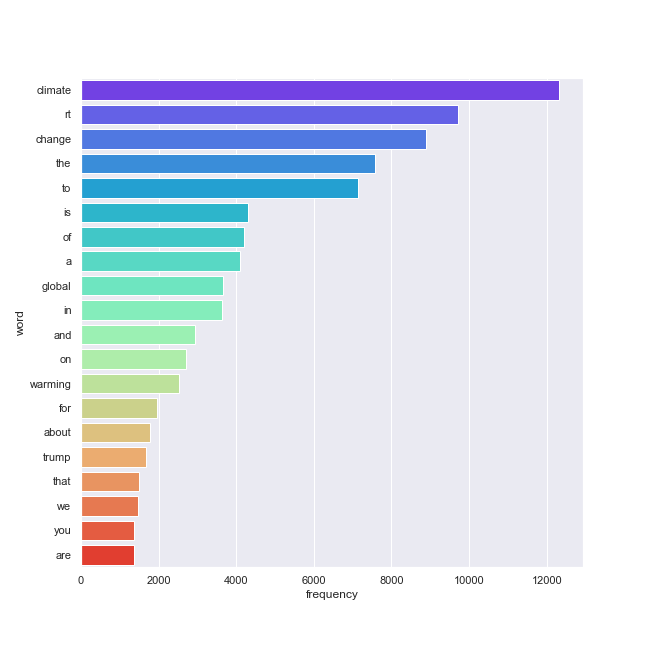 climate
rt
change
the
to
is
of
a
global
in
and
on
warming
for
about
trump
that
we
you
are
word
0 2000 4000 6000 8000 10000 12000
frequency